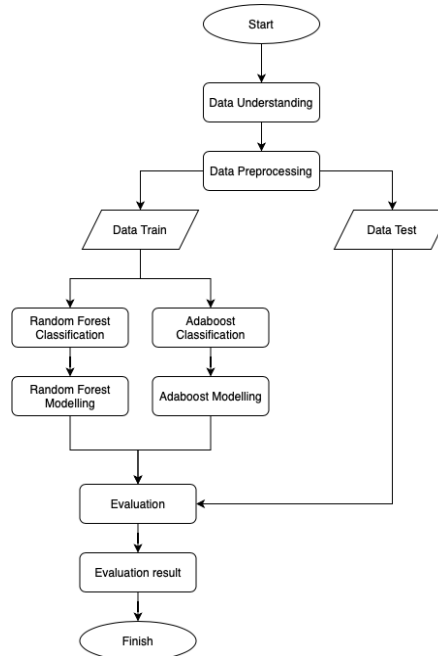 Start
Data Understanding
Data Preprocessing
Data Train
Data Test
Random Forest
Classification
Adaboost
Classification
Random Forest
Modelling
Adaboost Modelling
Evaluation
Evaluation result
Finish